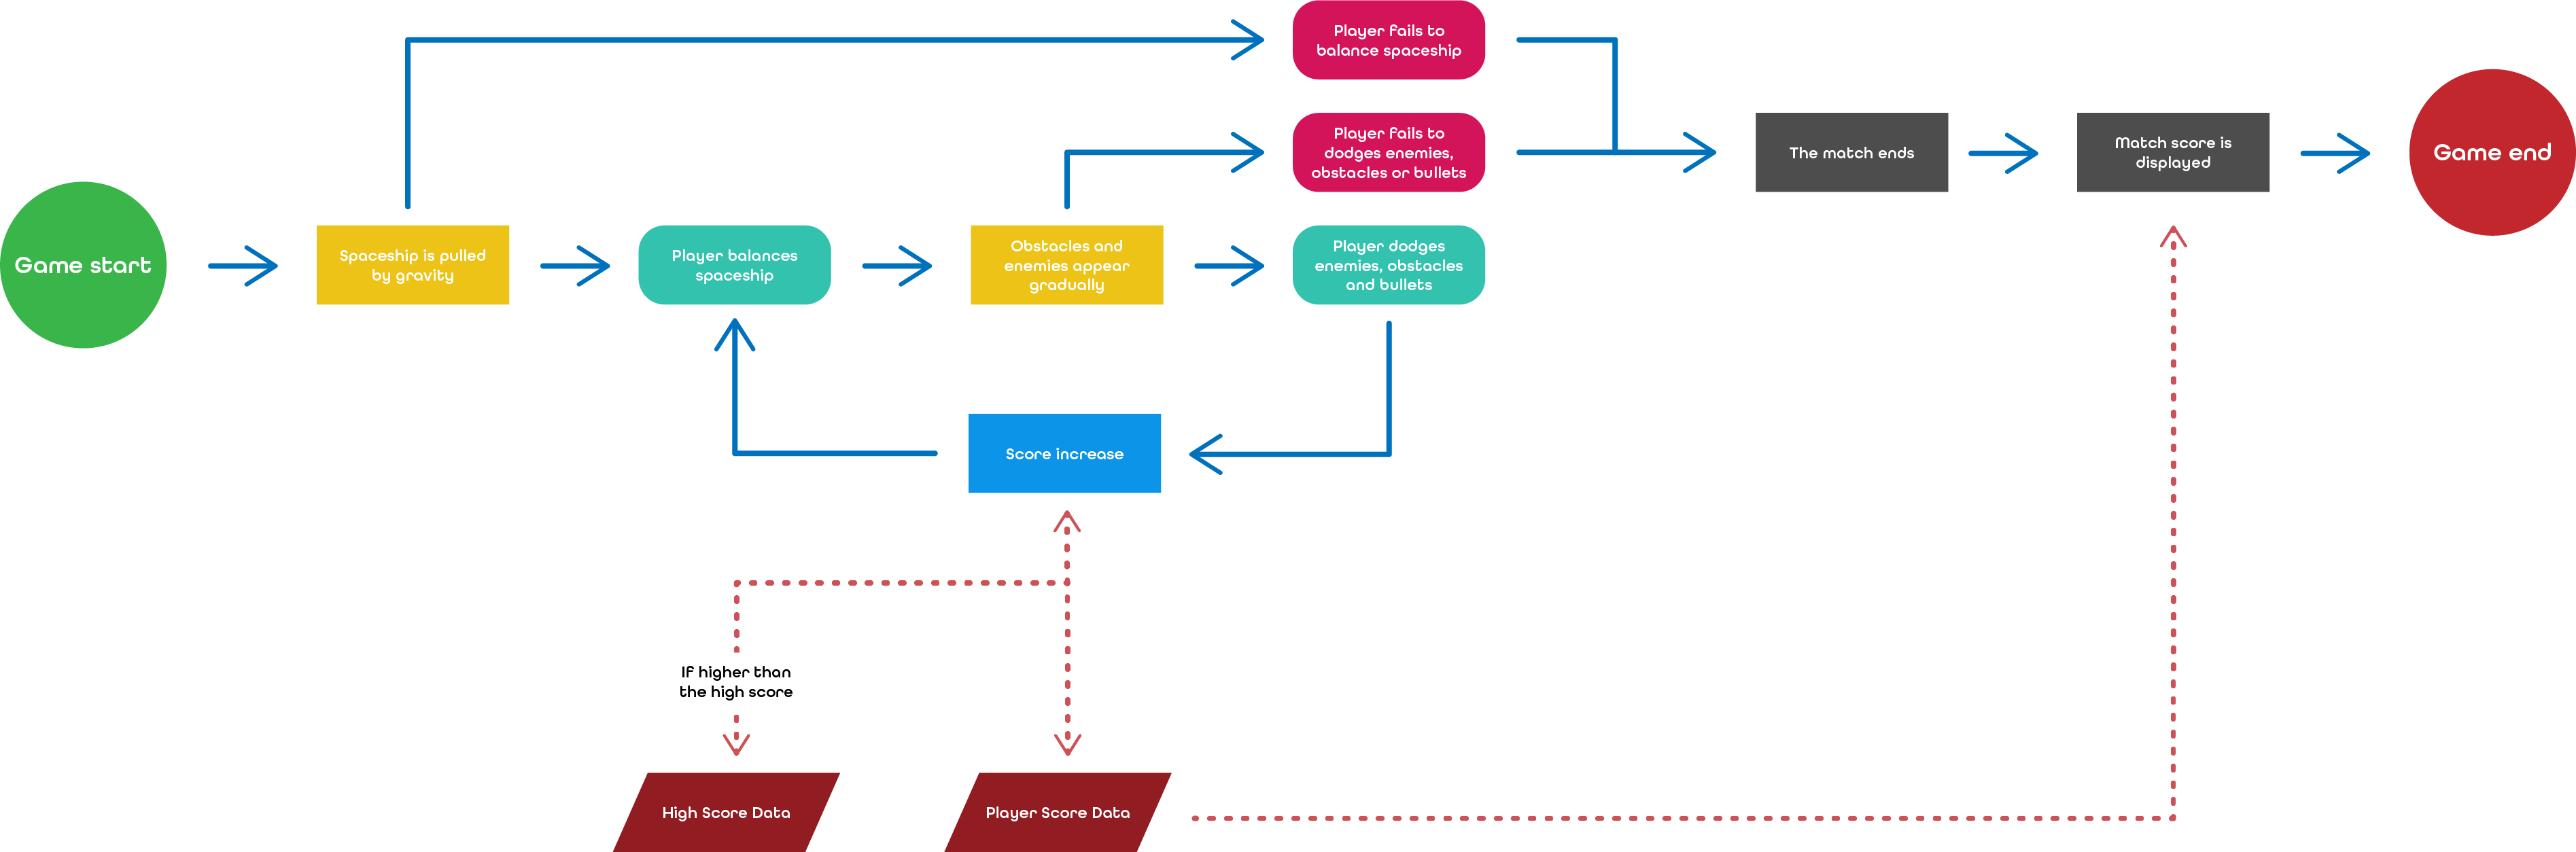 Player fails to
balance spaceship
Player fails to
dodges enemies,
obstacles or bullets
The match ends
Match score is
displayed
Game end
Game start
Spaceship is pulled
by gravity
Player balances
spaceship
Obstacles and
enemies appear
gradually
Player dodges
enemies, obstacles
and bullets
Score increase
If higher than
the high score
High Score Data
Player Score Data